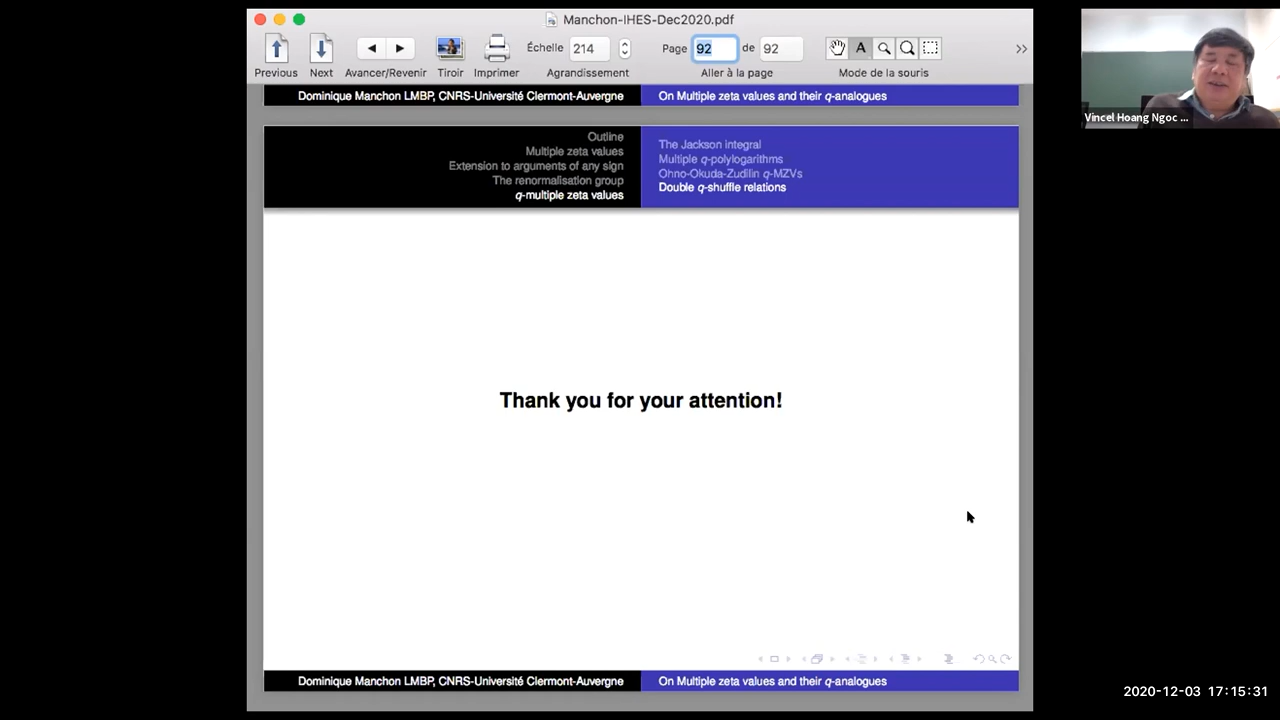 Manchon-IHES-Dec2020.pdf
Échelle 214
Page 92 de 92
Previous Next Avancer/Revenir Tiroir Imprimer Agrandissement Aller à la page Mode de la souris
A
Vincel Hoang Ngoc ...
Dominique Manchon LMBP, CNRS-Université Clermont-Auvergne
On Multiple zeta values and their q-analogues
Outline
Multiple zeta values
Extension to arguments of any sign
The renormalisation group
q-multiple zeta values
The Jackson integral
Multiple q-polylogarithms
Ohno-Okuda-Zudilin q-MZVs
Double q-shuffle relations
Thank you for your attention!
Dominique Manchon LMBP, CNRS-Université Clermont-Auvergne
On Multiple zeta values and their q-analogues
2020-12-03 17:15:31